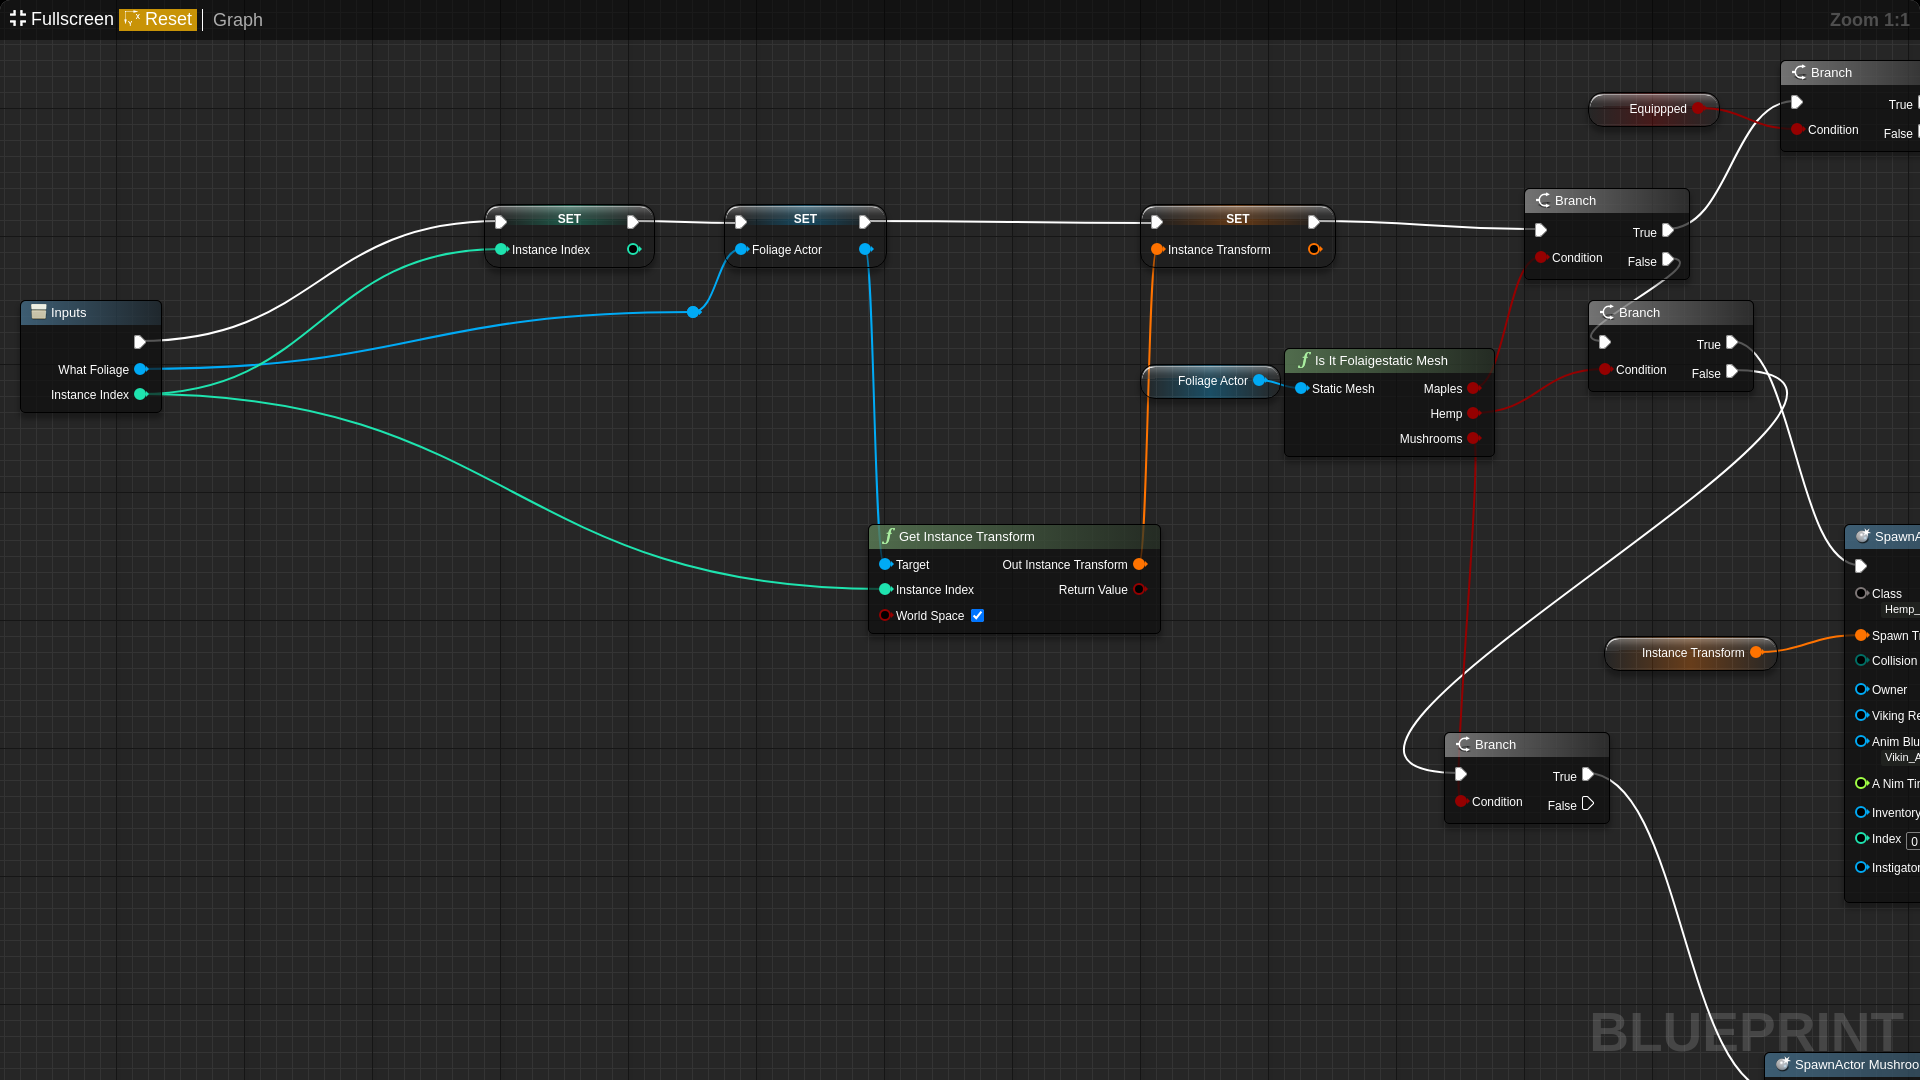 Fullscreen Reset Graph Zoom 1:1
Branch
True
Condition False
Equippped
Branch
True
Condition False
SET
Instance Index
SET
Foliage Actor
SET
Instance Transform
Inputs
What Foliage
Instance Index
Branch
True
Condition False
Foliage Actor
Is It Folaigestatic Mesh
Static Mesh Maples
Hemp
Mushrooms
Get Instance Transform
Target Out Instance Transform
Instance Index Return Value
World Space
SpawnA
Class
Hemp_
Spawn Tr
Collision
Owner
Viking Re
Anim Blu
Vikin_A
A Nim Tir
Inventory
Index 0
Instigator
Instance Transform
Branch
True
Condition False
BLUEPRINT
SpawnActor Mushroo